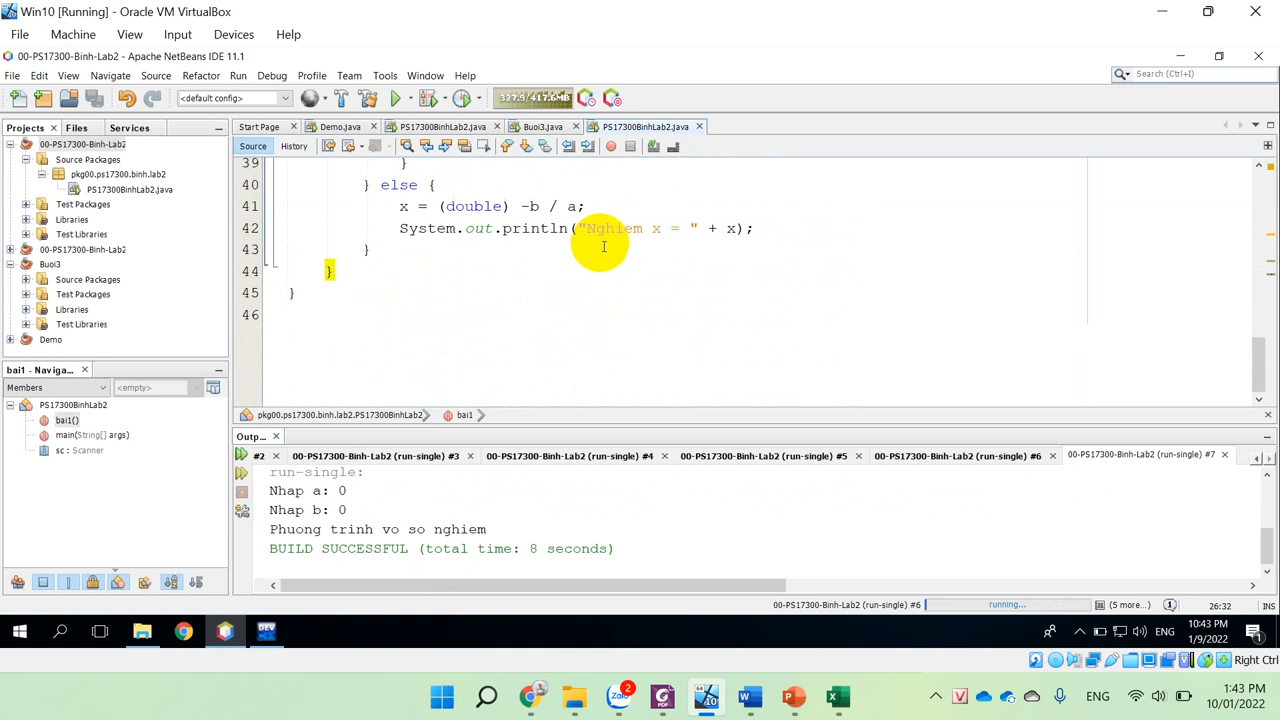 Win10 [Running] - Oracle VM VirtualBox
File Machine View Input Devices Help
00-PS17300-Binh-Lab2 - Apache NetBeans IDE 11.1
File Edit View Navigate Source Refactor Run Debug Profile Team Tools Window Help
Search (Ctrl+I)
<default config>
327.9/417.6MB
Projects Files Services
Start Page Demo.java PS17300BinhLab2.java Buoi3.java PS17300BinhLab2.java
Source History
00-PS17300-Binh-Lab2
Source Packages
pkg00.ps17300.binh.lab2
PS17300BinhLab2.java
Test Packages
Libraries
Test Libraries
00-PS17300-Binh-Lab2
Buoi3
Source Packages
Test Packages
Libraries
Test Libraries
Demo
39 }
40 } else {
41 x = (double) -b / a;
42 System.out.println("Nghiem x = " + x);
43 }
44 }
45 }
46
bai1 - Naviga...
Members <empty>
PS17300BinhLab2
bai1()
main(String[] args)
sc : Scanner
pkg00.ps17300.binh.lab2.PS17300BinhLab2 bai1
Outp...
#2 00-PS17300-Binh-Lab2 (run-single) #3 00-PS17300-Binh-Lab2 (run-single) #4 00-PS17300-Binh-Lab2 (run-single) #5 00-PS17300-Binh-Lab2 (run-single) #6 00-PS17300-Binh-Lab2 (run-single) #7
run-single:
Nhap a: 0
Nhap b: 0
Phuong trinh vo so nghiem
BUILD SUCCESSFUL (total time: 8 seconds)
00-PS17300-Binh-Lab2 (run-single) #6 running... (5 more...) 1 26:32 INS
DEV
ENG 10:43 PM
1/9/2022
1
Right Ctrl
2
ENG 1:43 PM
10/01/2022